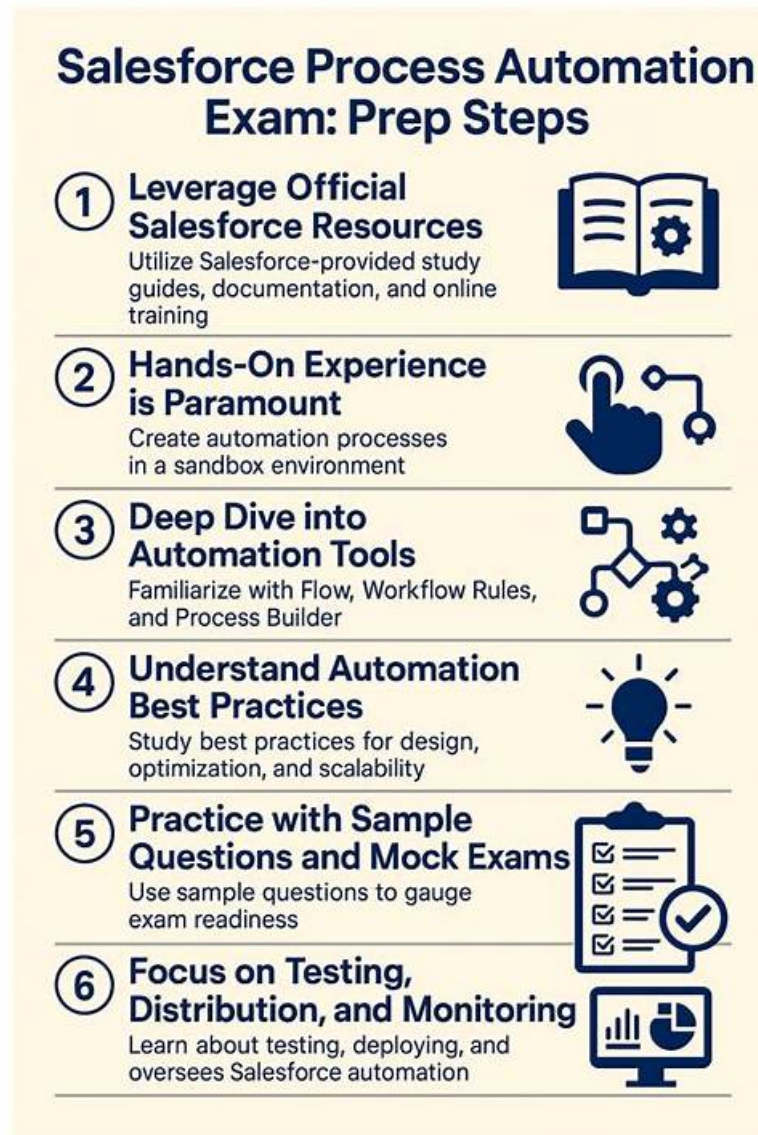 Salesforce Process Automation
Exam: Prep Steps
1
Leverage Official
Salesforce Resources
Utilize Salesforce-provided study
guides, documentation, and online
training
2
Hands-On Experience
is Paramount
Create automation processes
in a sandbox environment
3
Deep Dive into
Automation Tools
Familiarize with Flow, Workflow Rules,
and Process Builder
4
Understand Automation
Best Practices
Study best practices for design,
optimization, and scalability
5
Practice with Sample
Questions and Mock Exams
Use sample questions to gauge
exam readiness
6
Focus on Testing,
Distribution, and Monitoring
Learn about testing, deploying, and
oversees Salesforce automation